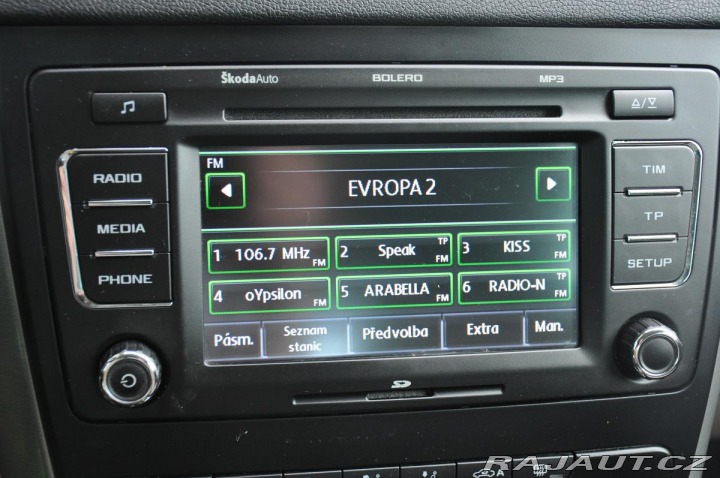 ŠkodaAuto BOLERO MP3
FM
EVROPA 2
RADIO
MEDIA
PHONE
TIM
TP
SETUP
1 106.7 MHz FM
2 Speak TP FM
3 KISS TP FM
4 oYpsilon FM
5 ARABELLA FM
6 RADIO-N TP FM
Pásm.
Seznam
stanic
Předvolba
Extra
Man.
SD
A
RAJAUT.CZ